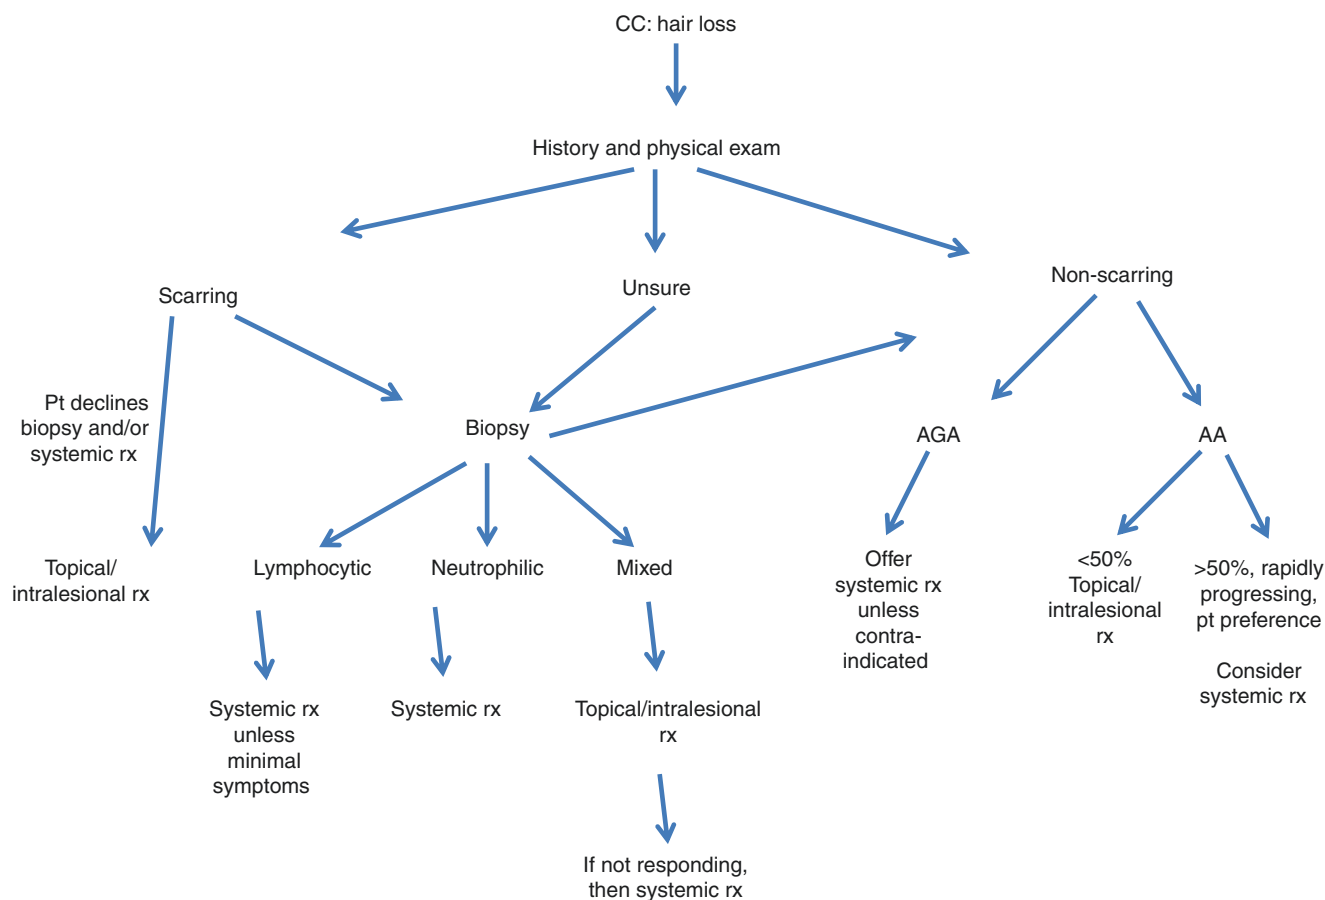 CC: hair loss
History and physical exam
Scarring
Unsure
Non-scarring
Pt declines
biopsy and/or
systemic rx
Biopsy
AGA
AA
Topical/
intralesional rx
Lymphocytic
Neutrophilic
Mixed
Offer
systemic rx
unless
contra-
indicated
<50%
Topical/
intralesional
rx
>50%, rapidly
progressing,
pt preference
Consider
systemic rx
Systemic rx
unless
minimal
symptoms
Systemic rx
Topical/intralesional
rx
If not responding,
then systemic rx